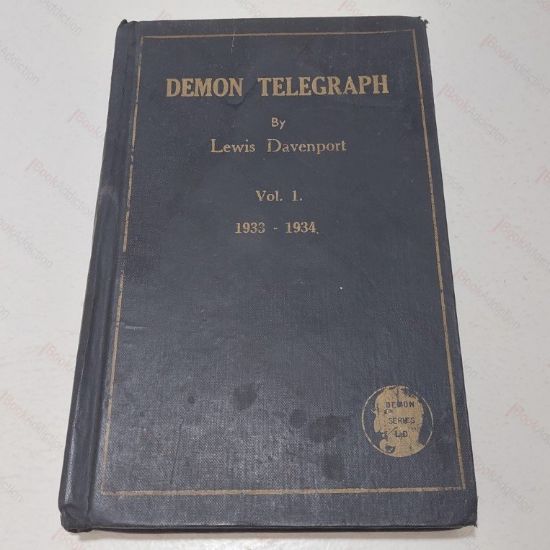 DEMON TELEGRAPH
By
Lewis Davenport
Vol. 1.
1933 - 1934.
DEMON
SERIES
LTD